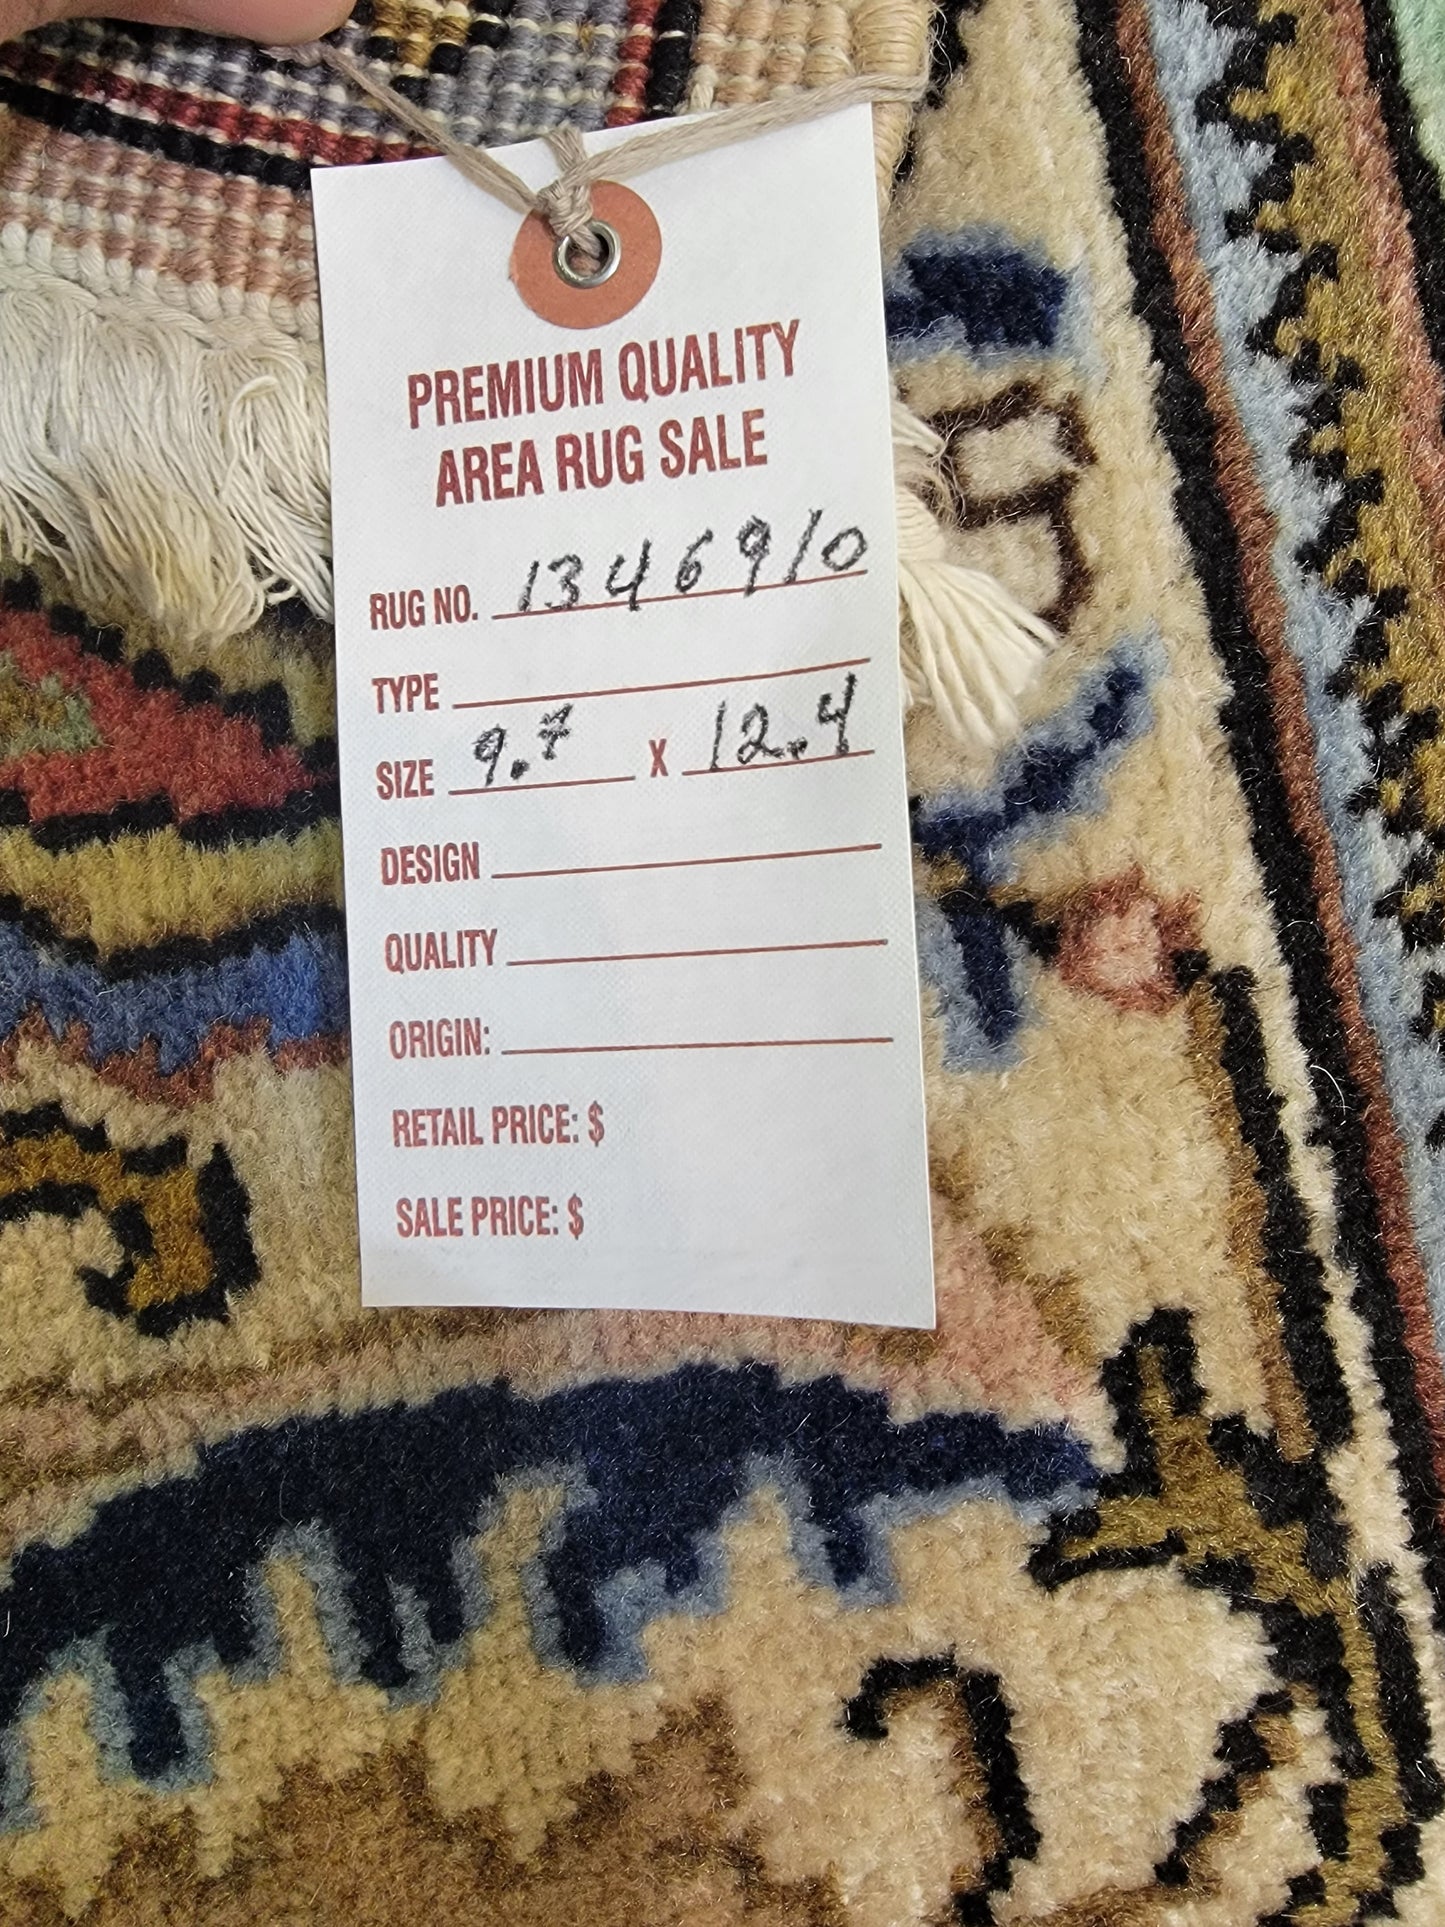 PREMIUM QUALITY
AREA RUG SALE
RUG NO. 1346910
TYPE
SIZE 9.7 X 12.4
DESIGN
QUALITY
ORIGIN:
RETAIL PRICE: $
SALE PRICE: $